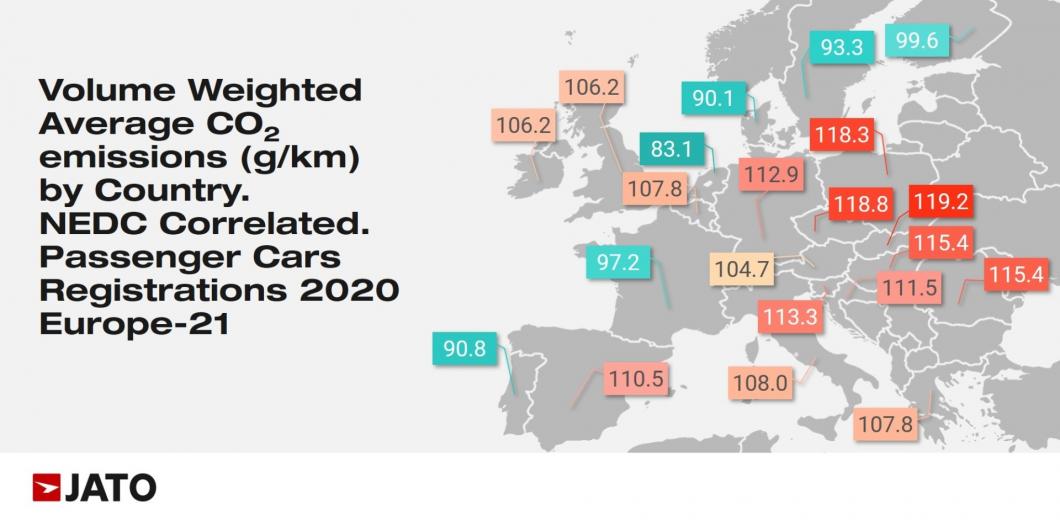 Volume Weighted
Average CO₂
emissions (g/km)
by Country.
NEDC Correlated.
Passenger Cars
Registrations 2020
Europe-21
93.3
99.6
106.2
90.1
106.2
118.3
83.1
112.9
107.8
118.8
119.2
115.4
97.2
104.7
115.4
111.5
113.3
90.8
110.5
108.0
107.8
JATO